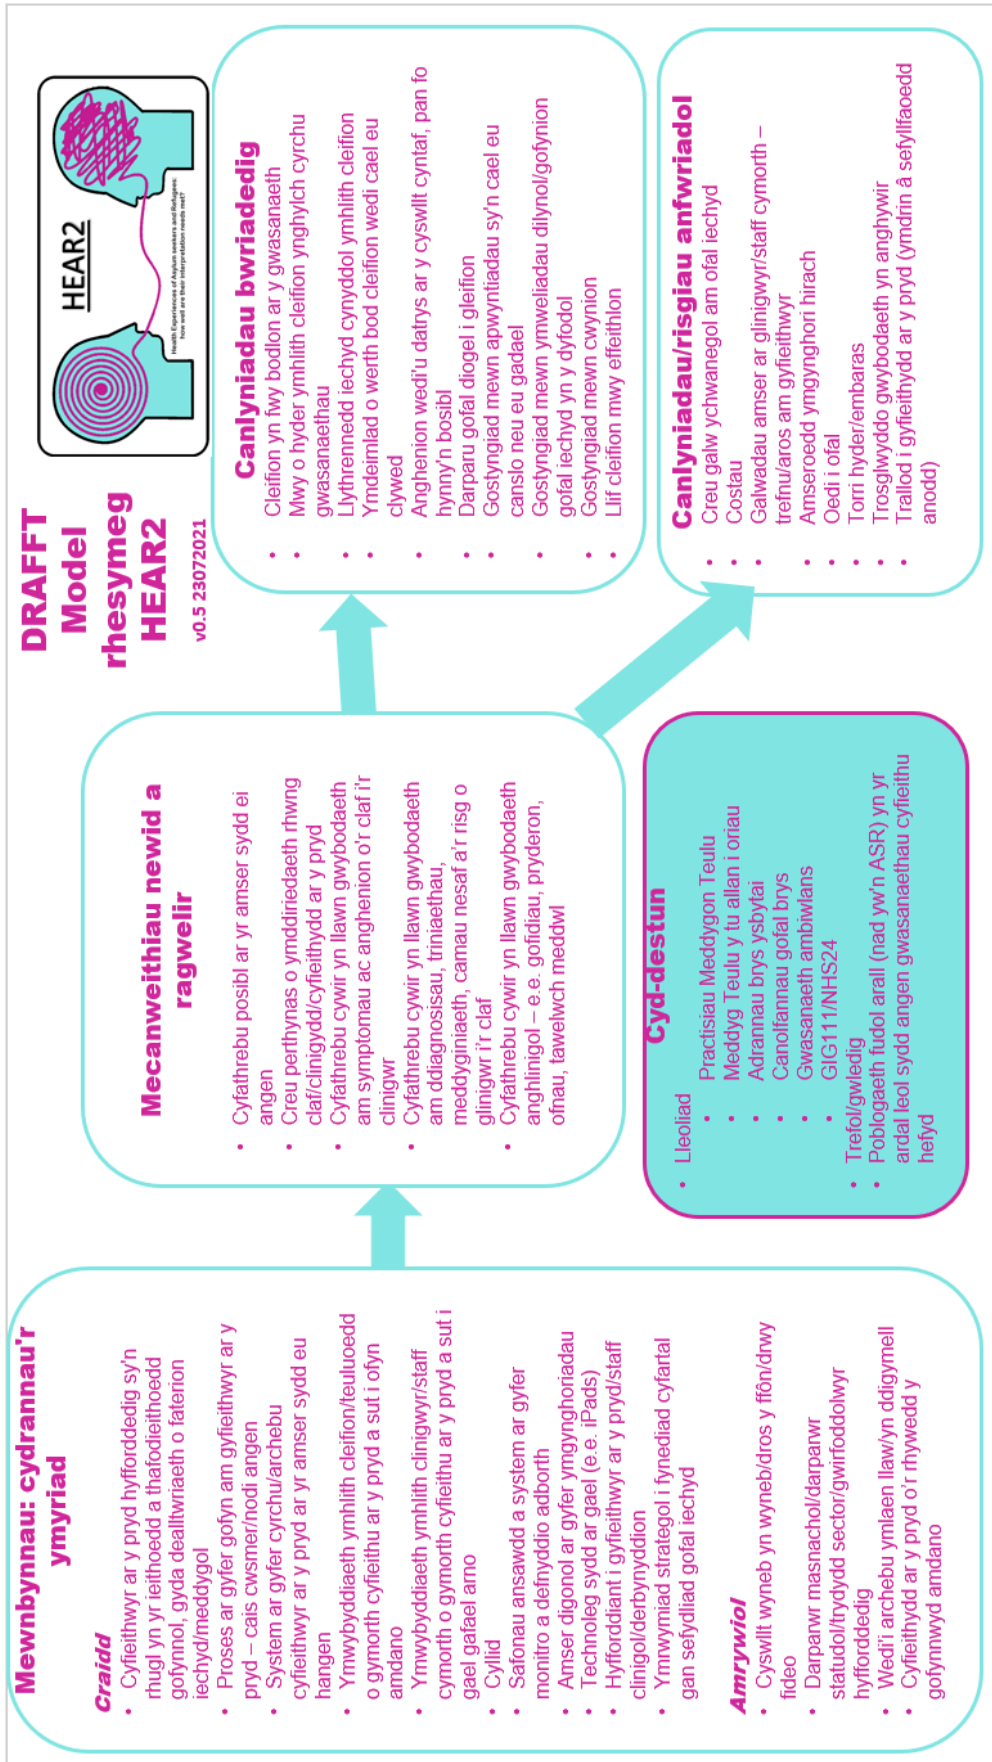 DRAFFT
Model
rhesymeg
HEAR2
v0.5 23072021
HEAR2
Health Experiences of Asylum seekers and Refugees:
how well are their interpretation needs met?
Mewnbynnau: cydrannau'r
ymyriad
Craidd
• Cyfieithwyr ar y pryd hyfforddedig sy'n
rhugl yn yr ieithoedd a thafodieithoedd
gofynnol, gyda dealltwriaeth o faterion
iechyd/meddygol
• Proses ar gyfer gofyn am gyfieithwyr ar y
pryd – cais cwsmer/nodi angen
• System ar gyfer cyrchu/archebu
cyfieithwyr ar y pryd ar yr amser sydd eu
hangen
• Ymwybyddiaeth ymhlith cleifion/teuluoedd
o gymorth cyfieithu ar y pryd a sut i ofyn
amdano
• Ymwybyddiaeth ymhlith clinigwyr/staff
cymorth o gymorth cyfieithu ar y pryd a sut i
gael gafael arno
• Cyllid
• Safonau ansawdd a system ar gyfer
monitro a defnyddio adborth
• Amser digonol ar gyfer ymgynghoriadau
• Technoleg sydd ar gael (e.e. iPads)
• Hyfforddiant i gyfieithwyr ar y pryd/staff
clinigol/derbynyddion
• Ymrwymiad strategol i fynediad cyfartal
gan sefydliad gofal iechyd
Amrywiol
• Cyswllt wyneb yn wyneb/dros y ffôn/drwy
fideo
• Darparwr masnachol/darparwr
statudol/trydydd sector/gwirfoddolwyr
hyfforddedig
• Wedi'i archebu ymlaen llaw/yn ddigymell
• Cyfieithydd ar y pryd o'r rhywedd y
gofynnwyd amdano
Mecanweithiau newid a
ragwelir
• Cyfathrebu posibl ar yr amser sydd ei
angen
• Creu perthynas o ymddiriedaeth rhwng
claf/clinigydd/cyfieithydd ar y pryd
• Cyfathrebu cywir yn llawn gwybodaeth
am symptomau ac anghenion o'r claf i'r
clinigwr
• Cyfathrebu cywir yn llawn gwybodaeth
am ddiagnosisau, triniaethau,
meddyginiaeth, camau nesaf a'r risg o
glinigwr i'r claf
• Cyfathrebu cywir yn llawn gwybodaeth
anghlinigol – e.e. gofidiau, pryderon,
ofnau, tawelwch meddwl
Cyd-destun
• Lleoliad
• Practisiau Meddygon Teulu
• Meddyg Teulu y tu allan i oriau
• Adrannau brys ysbytai
• Canolfannau gofal brys
• Gwasanaeth ambiwlans
• GIG111/NHS24
• Trefol/gwledig
• Poblogaeth fudol arall (nad yw'n ASR) yn yr
ardal leol sydd angen gwasanaethau cyfieithu
hefyd
Canlyniadau bwriadedig
• Cleifion yn fwy bodlon ar y gwasanaeth
• Mwy o hyder ymhlith cleifion ynghylch cyrchu
gwasanaethau
• Llythrennedd iechyd cynyddol ymhlith cleifion
• Ymdeimlad o werth bod cleifion wedi cael eu
clywed
• Anghenion wedi'u datrys ar y cyswllt cyntaf, pan fo
hynny'n bosibl
• Darparu gofal diogel i gleifion
• Gostyngiad mewn apwyntiadau sy'n cael eu
canslo neu eu gadael
• Gostyngiad mewn ymweliadau dilynol/gofynion
gofal iechyd yn y dyfodol
• Gostyngiad mewn cwynion
• Llif cleifion mwy effeithlon
Canlyniadau/risgiau anfwriadol
• Creu galw ychwanegol am ofal iechyd
• Costau
• Galwadau amser ar glinigwyr/staff cymorth –
trefnu/aros am gyfieithwyr
• Amseroedd ymgynghori hirach
• Oedi i ofal
• Torri hyder/embaras
• Trosglwyddo gwybodaeth yn anghywir
• Trallod i gyfieithydd ar y pryd (ymdrin â sefyllfaoedd
anodd)